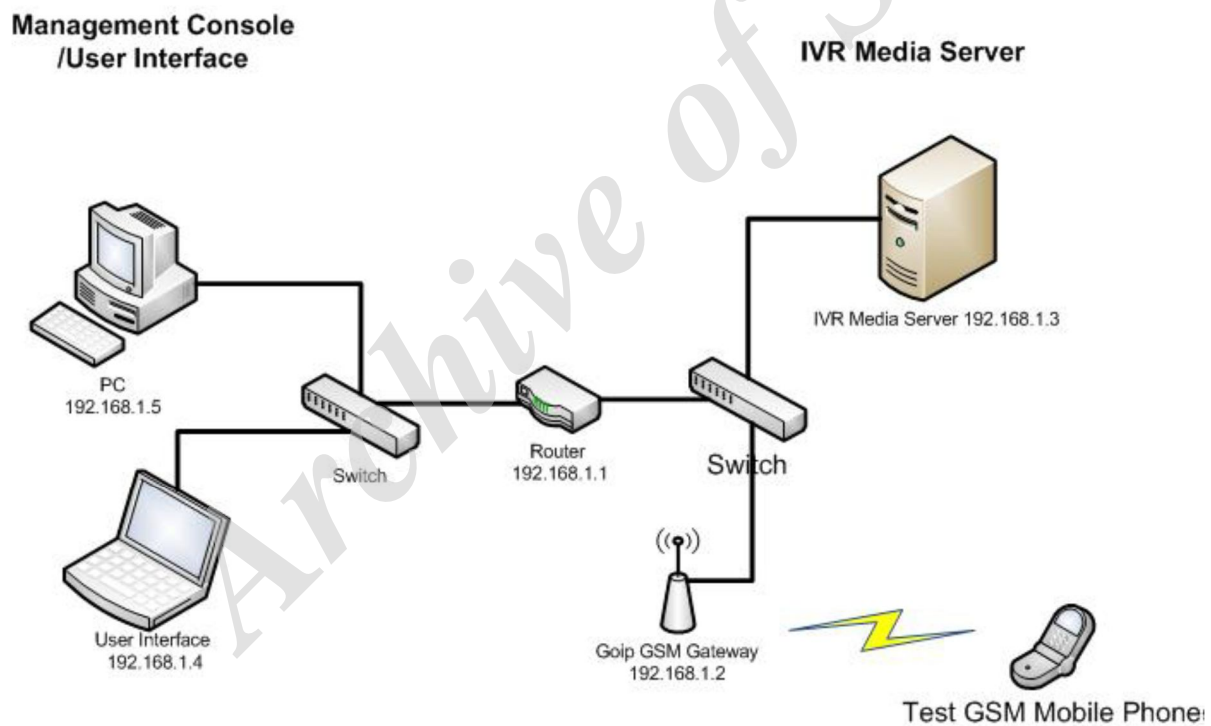 Management Console
/User Interface
IVR Media Server
IVR Media Server 192.168.1.3
PC
192.168.1.5
Switch
Router
192.168.1.1
Switch
User Interface
192.168.1.4
Goip GSM Gateway
192.168.1.2
Test GSM Mobile Phone
Archive of S